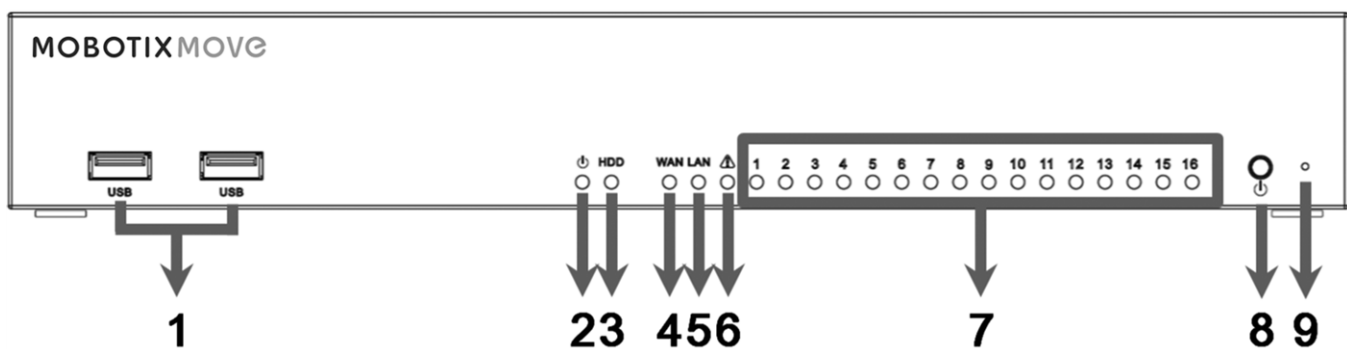 MOBOTIX MOVE
HDD WAN LAN 1 2 3 4 5 6 7 8 9 10 11 12 13 14 15 16
USB USB
1 2 3 4 5 6 7 8 9